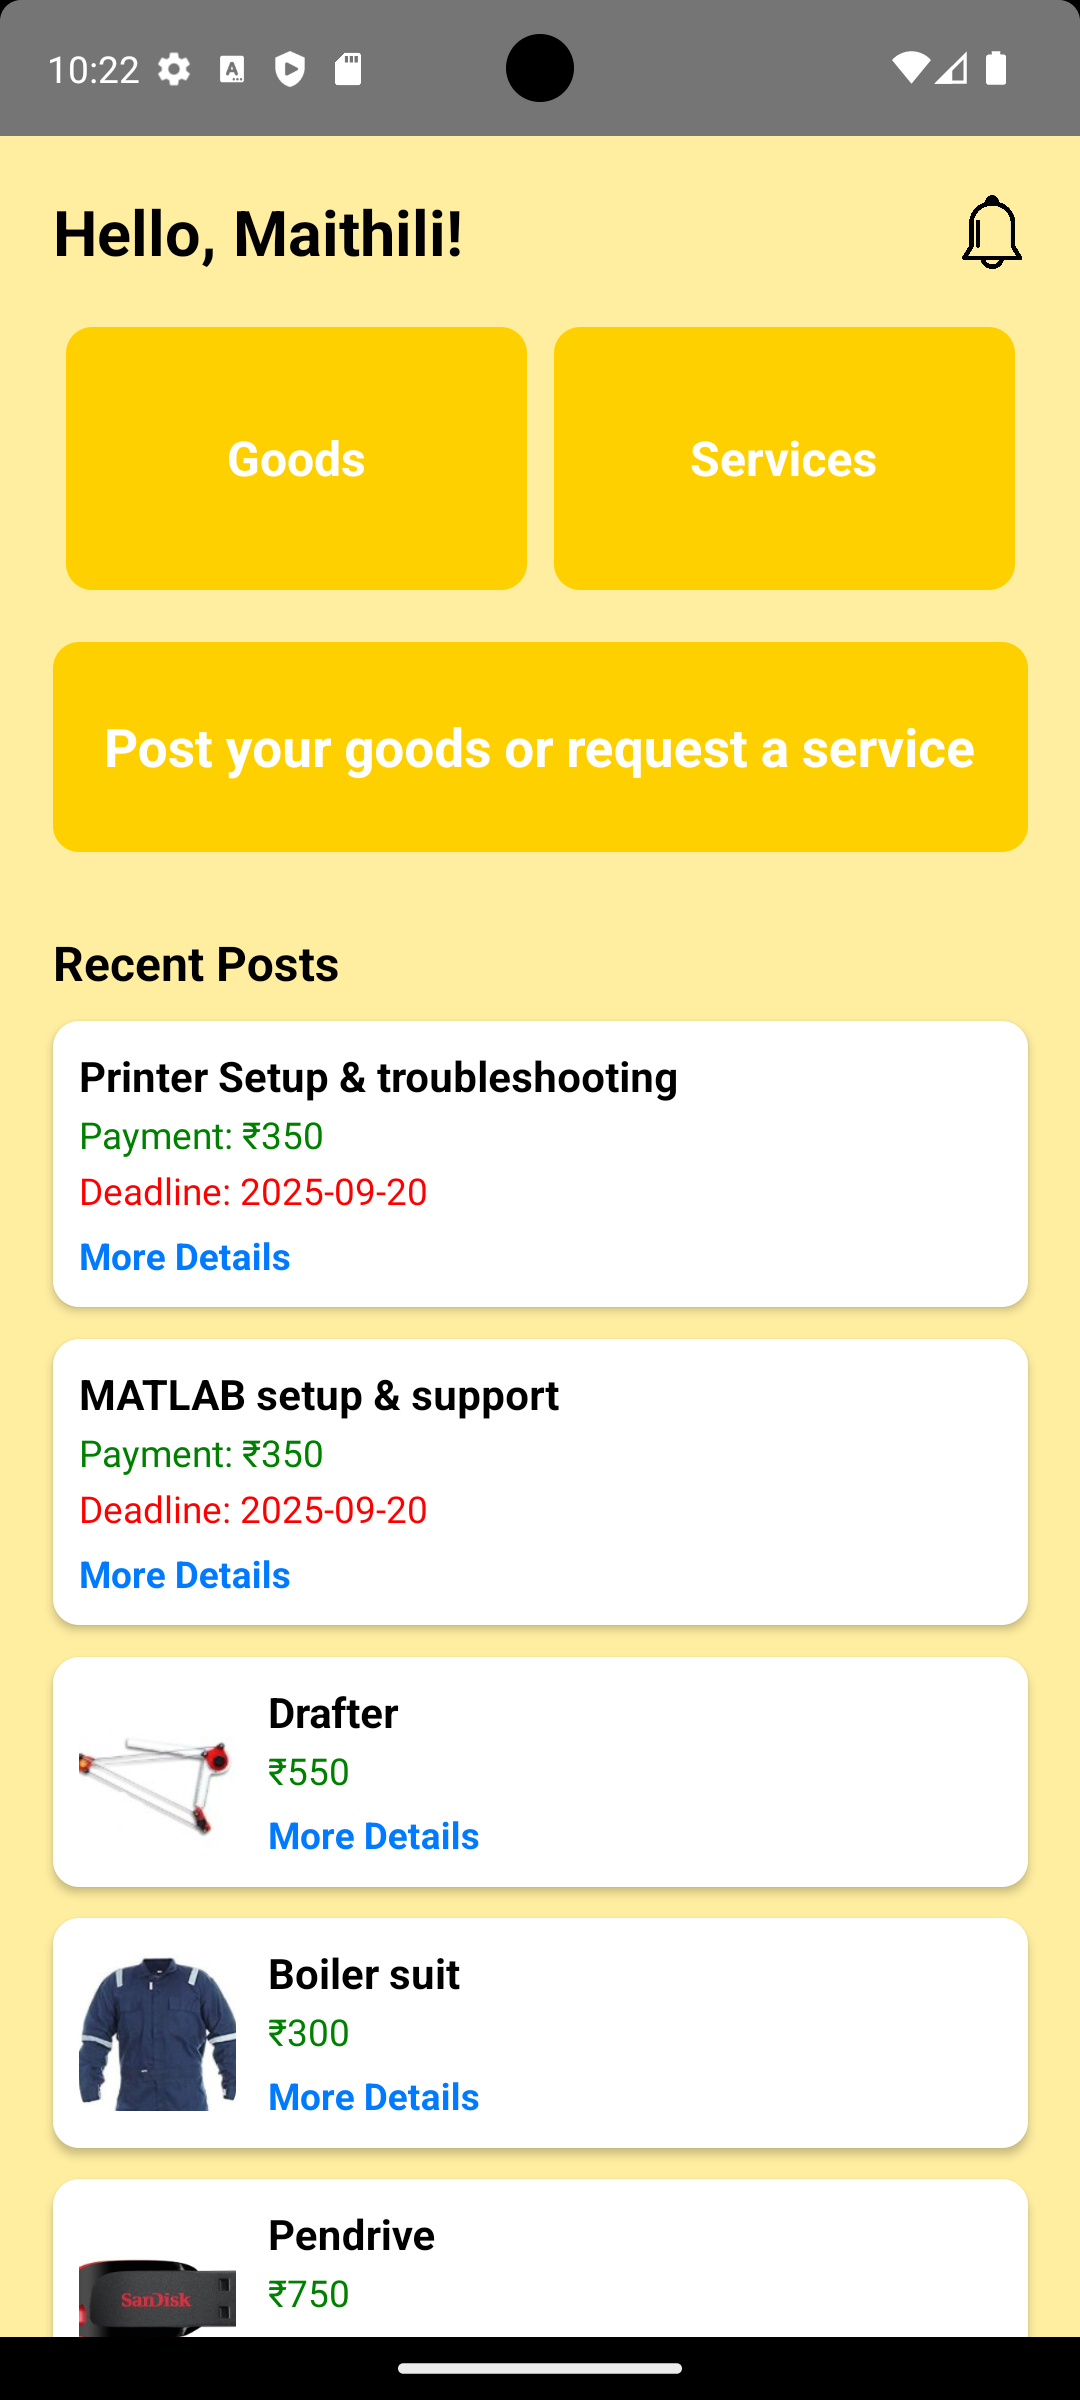 10:22
Hello, Maithili!
Goods
Services
Post your goods or request a service
Recent Posts
Printer Setup & troubleshooting
Payment: ₹350
Deadline: 2025-09-20
More Details
MATLAB setup & support
Payment: ₹350
Deadline: 2025-09-20
More Details
Drafter
₹550
More Details
Boiler suit
₹300
More Details
Pendrive
₹750
SanDisk